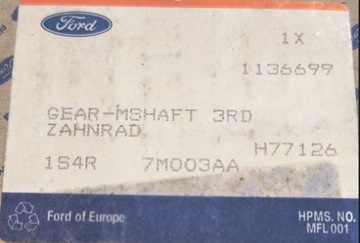 Ford
1X
1136699
GEAR-MSHAFT 3RD
ZAHNRAD
H77126
1S4R 7M003AA
Ford of Europe
HPMS. NO.
MFL 001